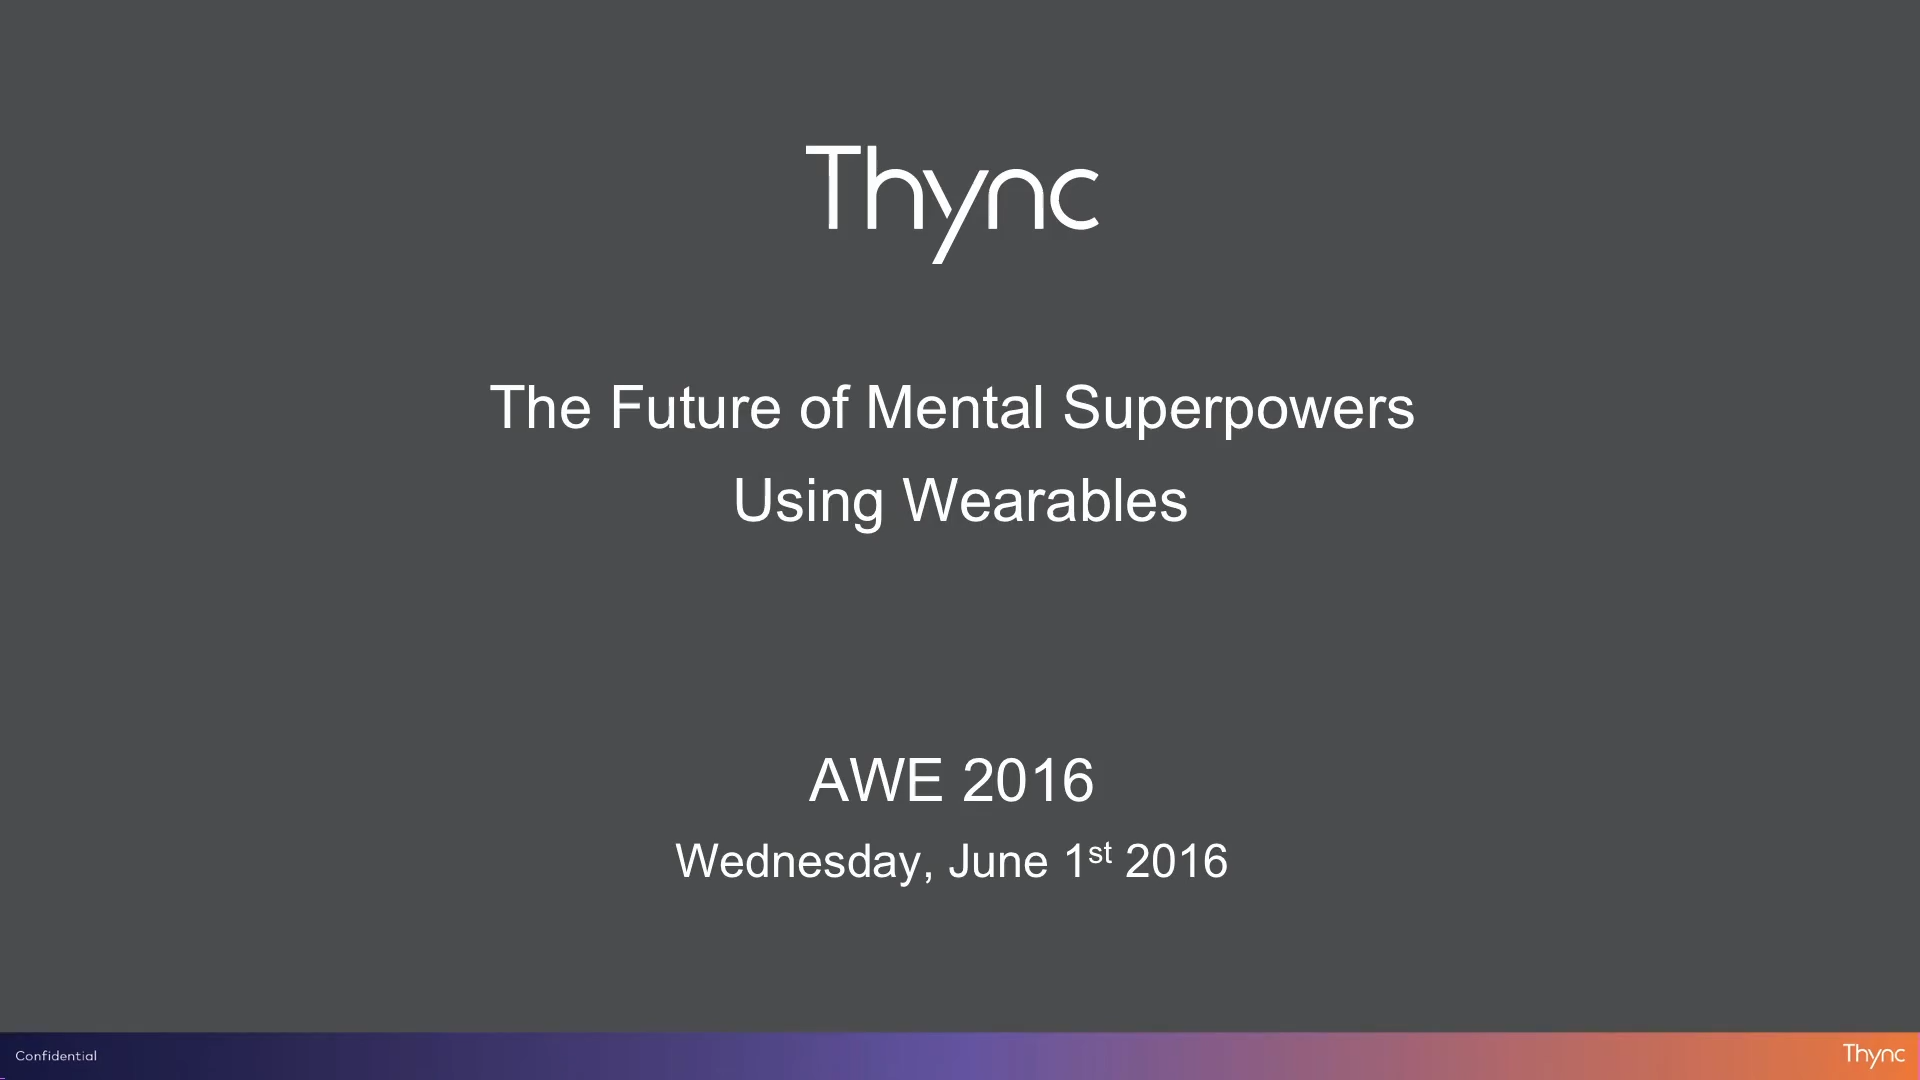 Thync
The Future of Mental Superpowers
Using Wearables
AWE 2016
Wednesday, June 1st 2016
Confidential
Thync